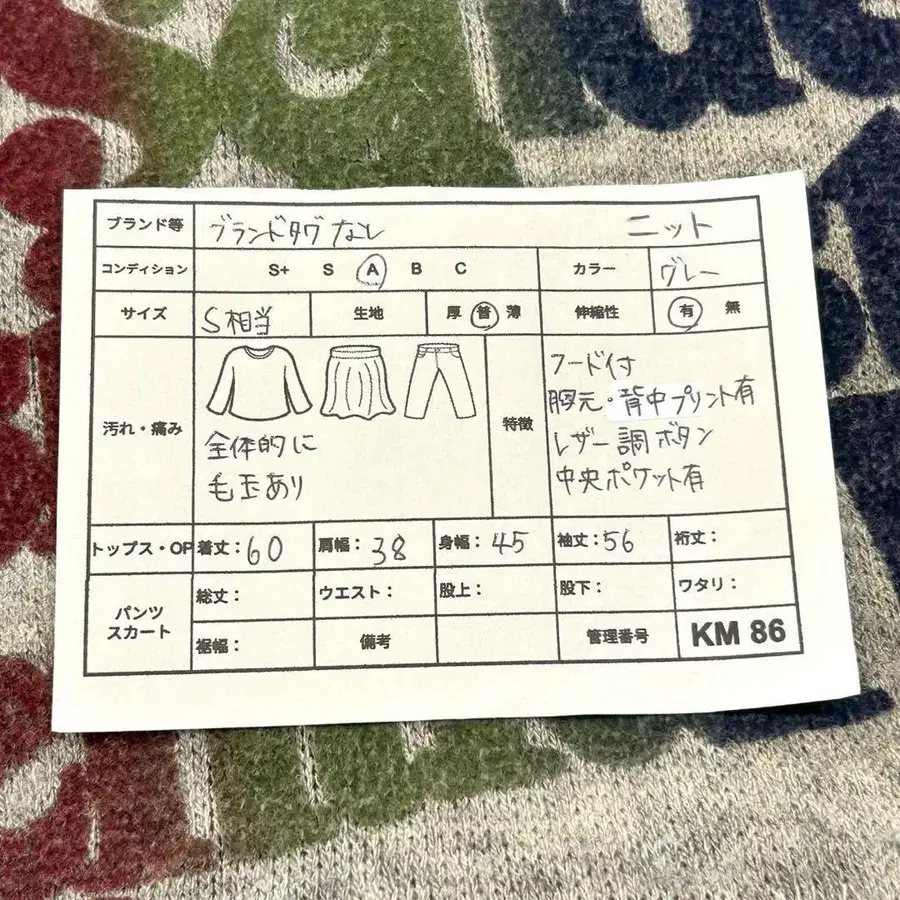 ブランド等 ブランドタグなし ニット
コンディション S+ S A B C カラー グレー
サイズ S相当 生地 厚 普 薄 伸縮性 有 無
汚れ・痛み
全体的に
毛玉あり
特徴
フード付
胸元・背中プリント有
レザー調ボタン
中央ポケット有
トップス・OP 着丈：60 肩幅：38 身幅：45 袖丈：56 裄丈：
パンツ
スカート
総丈： ウエスト： 股上： 股下： ワタリ：
裾幅： 備考 管理番号 KM 86